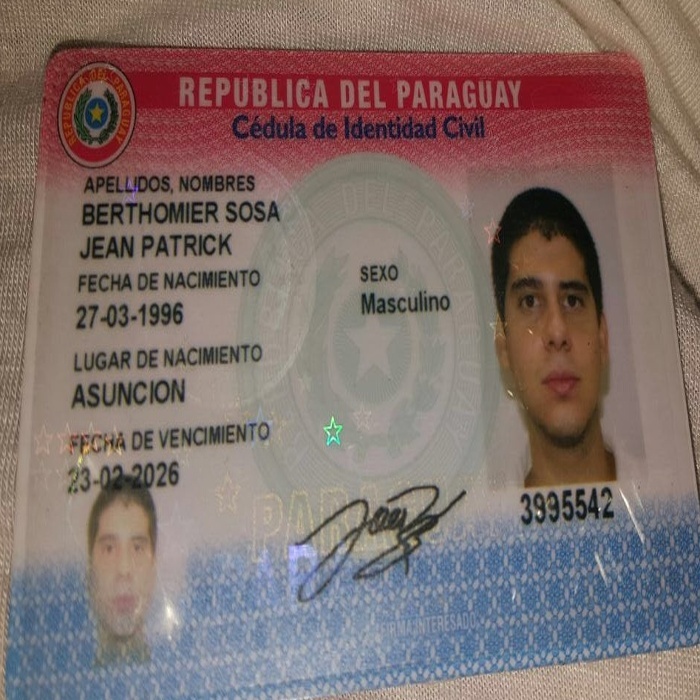 REPUBLICA DEL PARAGUAY
Cédula de Identidad Civil
APELLIDOS, NOMBRES
BERTHOMIER SOSA
JEAN PATRICK
FECHA DE NACIMIENTO
27-03-1996
SEXO
Masculino
LUGAR DE NACIMIENTO
ASUNCION
FECHA DE VENCIMIENTO
23-02-2026
3995542
FIRMA INTERESADO